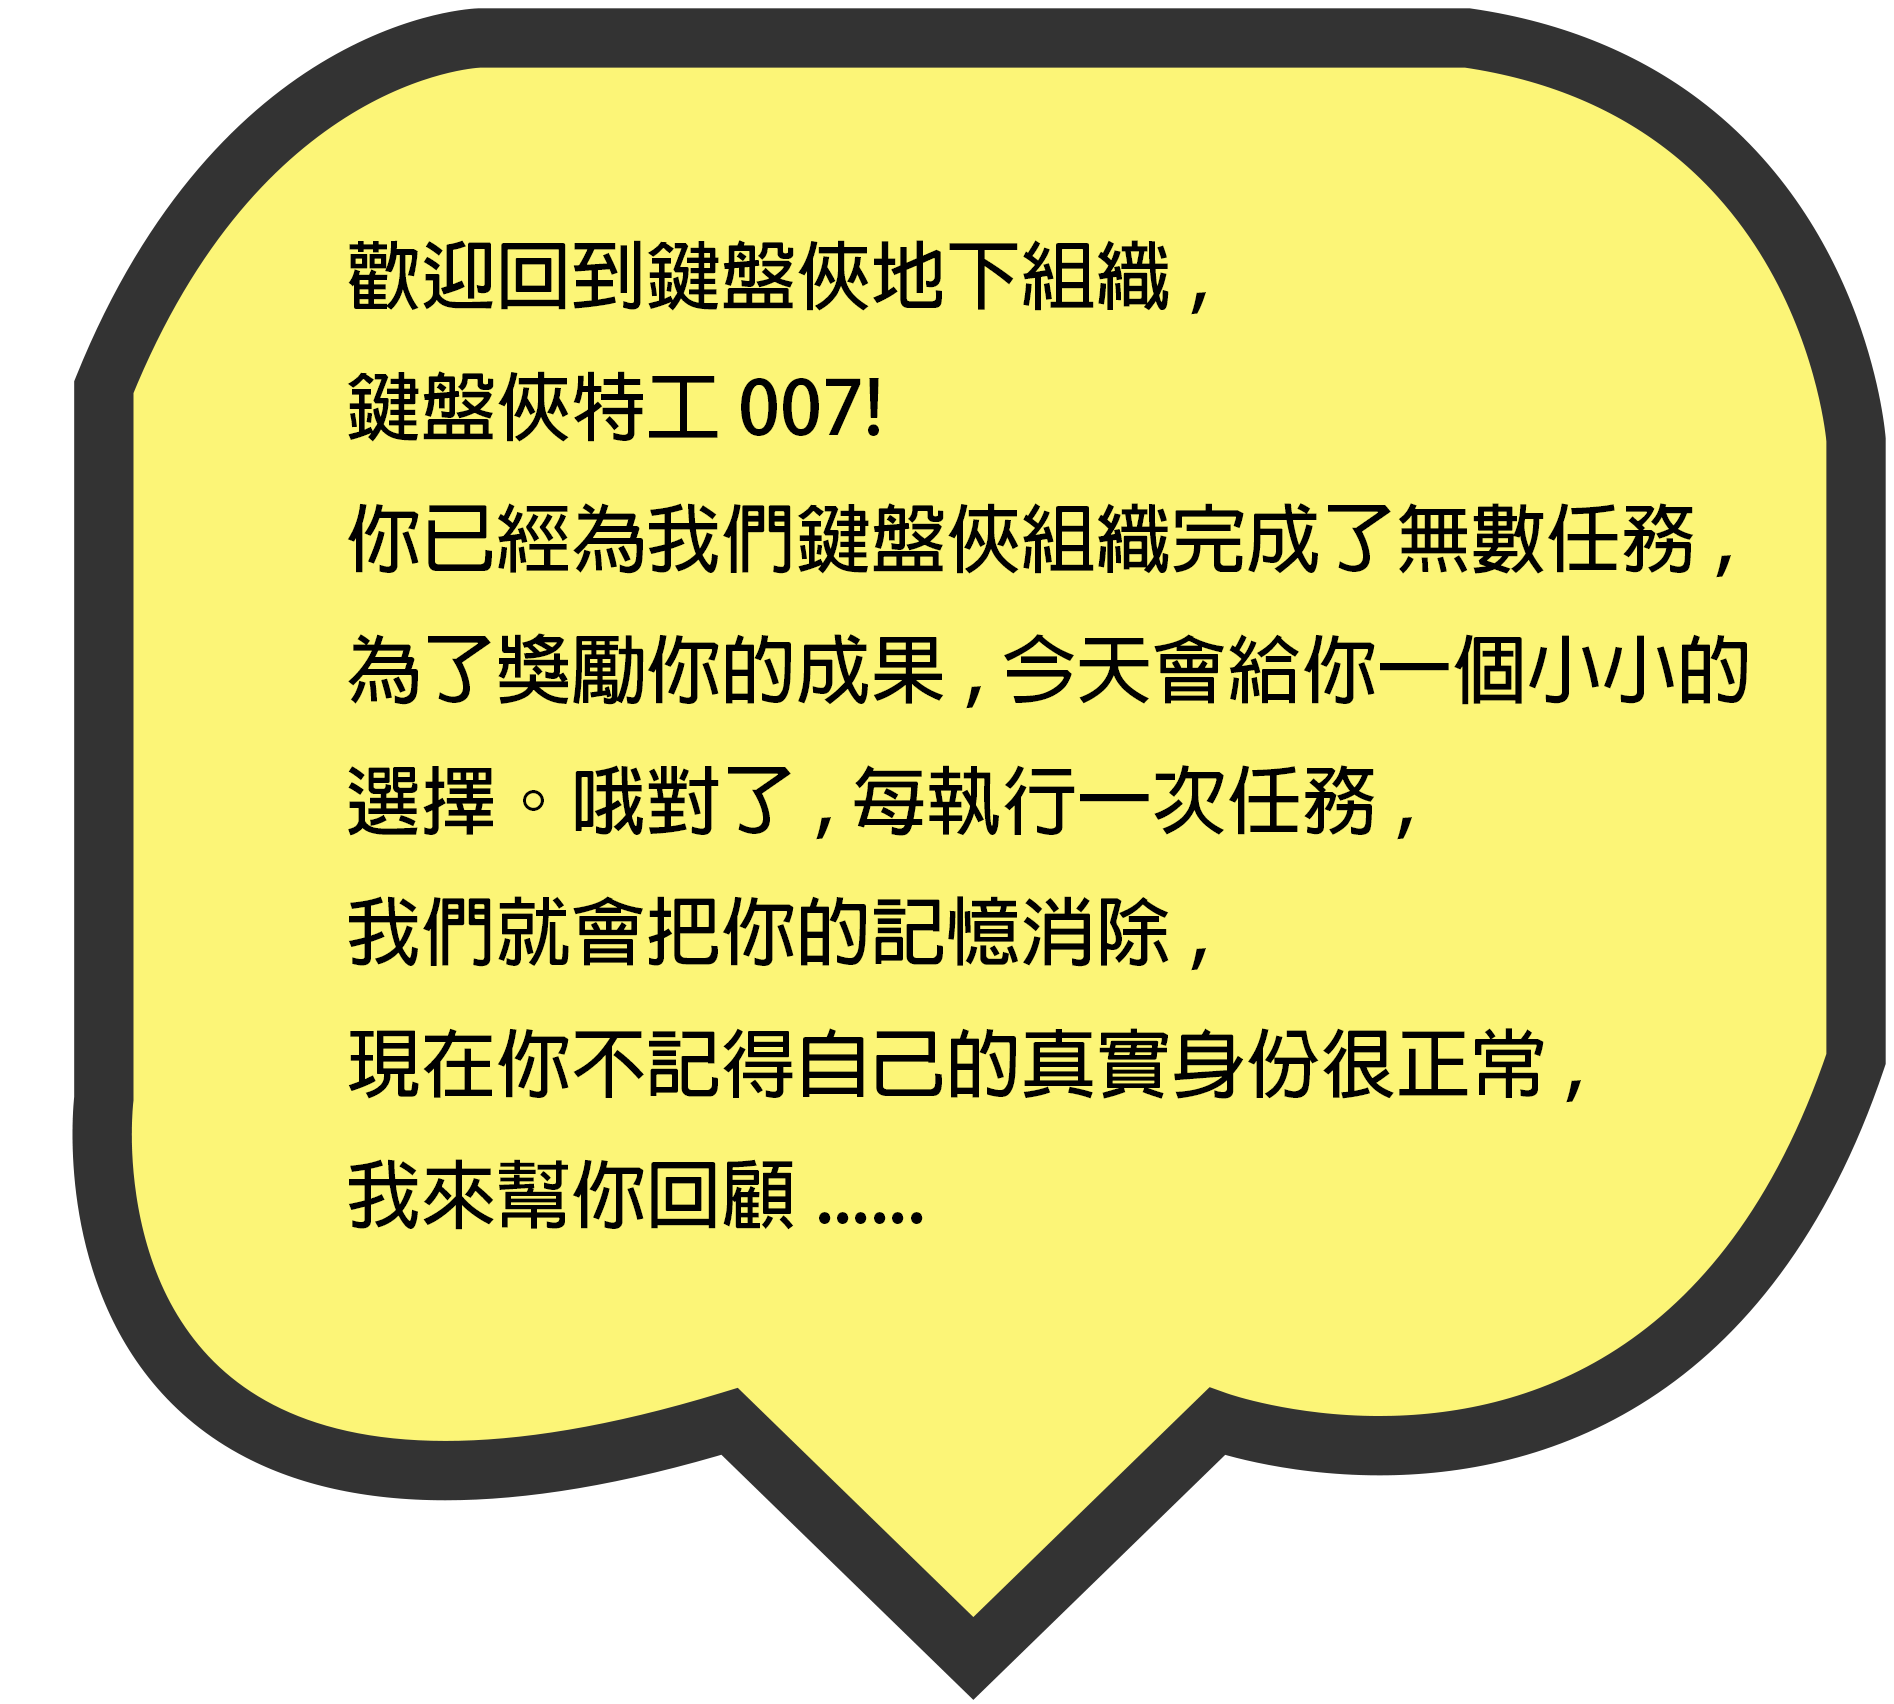 歡迎回到鍵盤俠地下組織,
鍵盤俠特工 007!
你已經為我們鍵盤俠組織完成了無數任務,
為了獎勵你的成果,今天會給你一個小小的
選擇。哦對了,每執行一次任務,
我們就會把你的記憶消除,
現在你不記得自己的真實身份很正常,
我來幫你回顧 ......